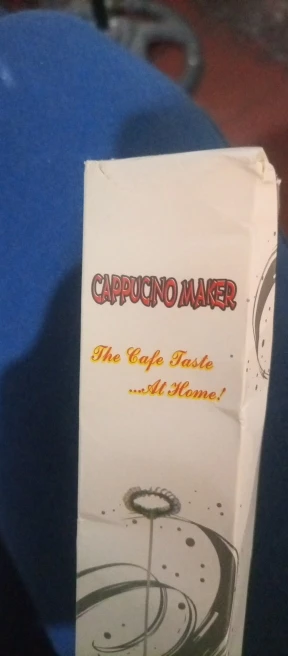 CAPPUCINO MAKER
The Cafe Taste
...At Home!